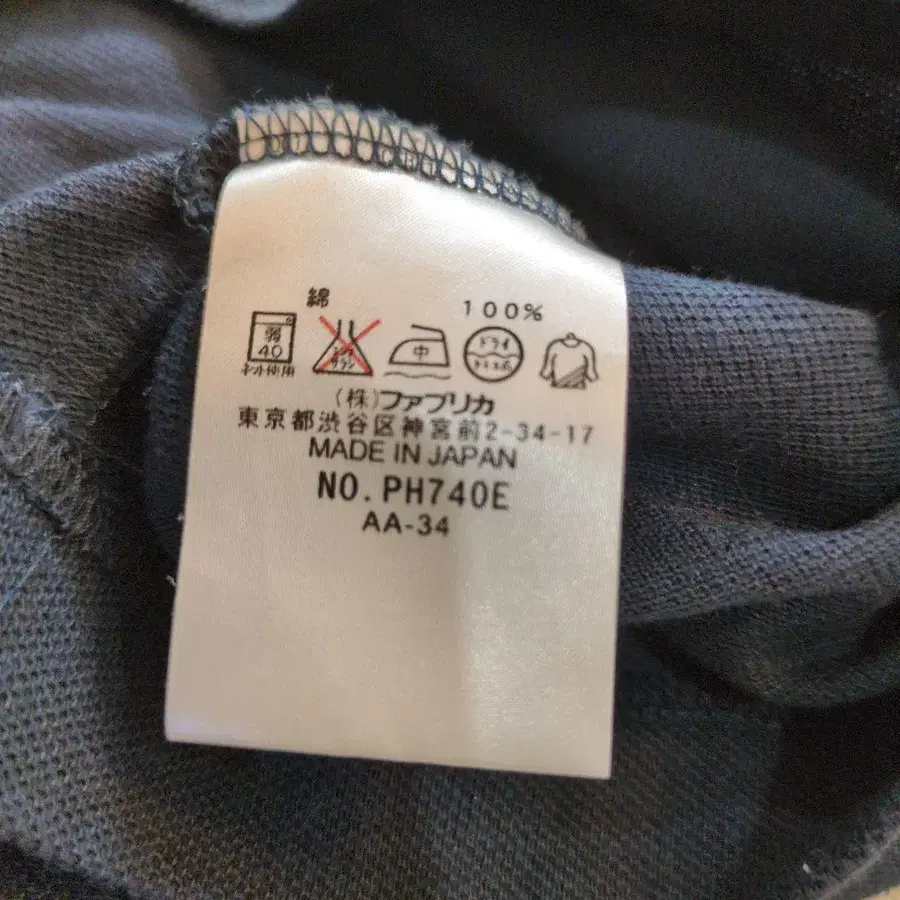 綿 100%
弱 40 中 ドライ
ネット使用
(株)ファブリカ
東京都渋谷区神宮前2-34-17
MADE IN JAPAN
NO. PH740E
AA-34